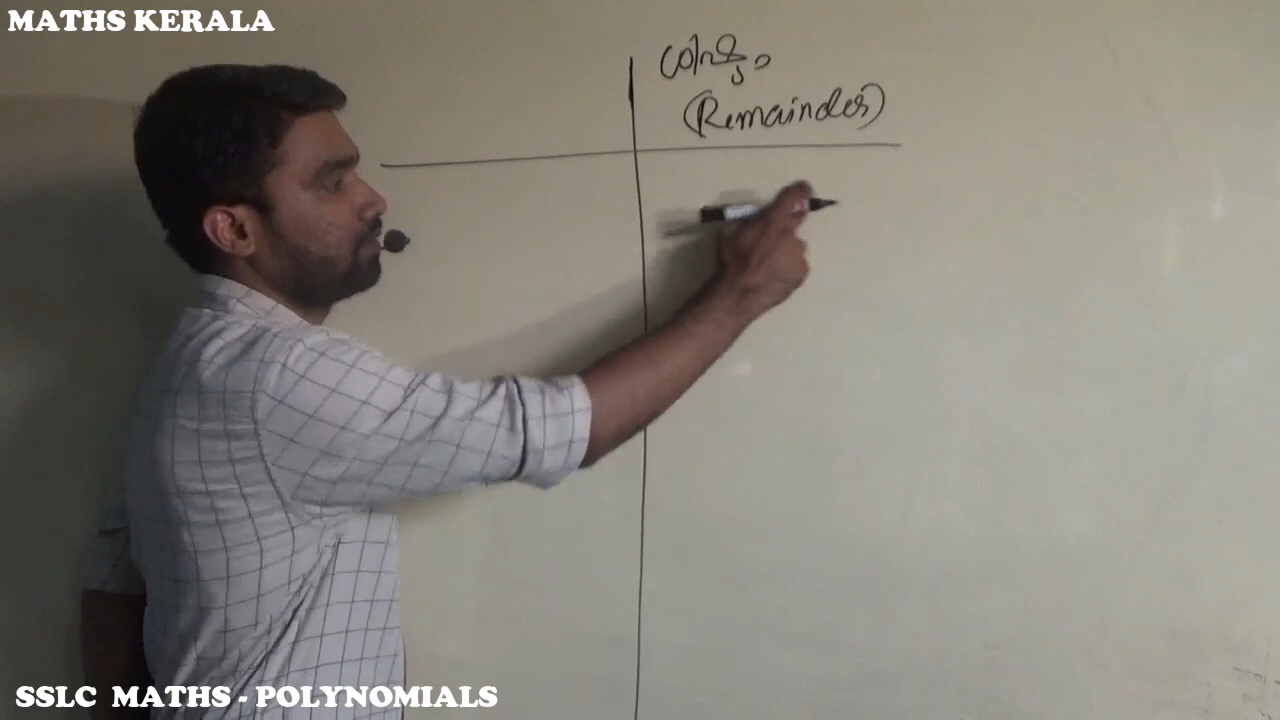 MATHS KERALA
ശിഷ്ടം
(Remainder)
SSLC MATHS - POLYNOMIALS